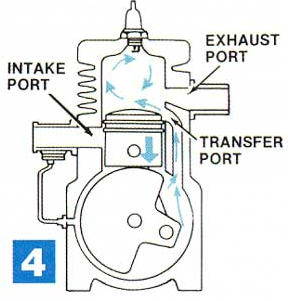 EXHAUST
PORT
INTAKE
PORT
TRANSFER
PORT
4